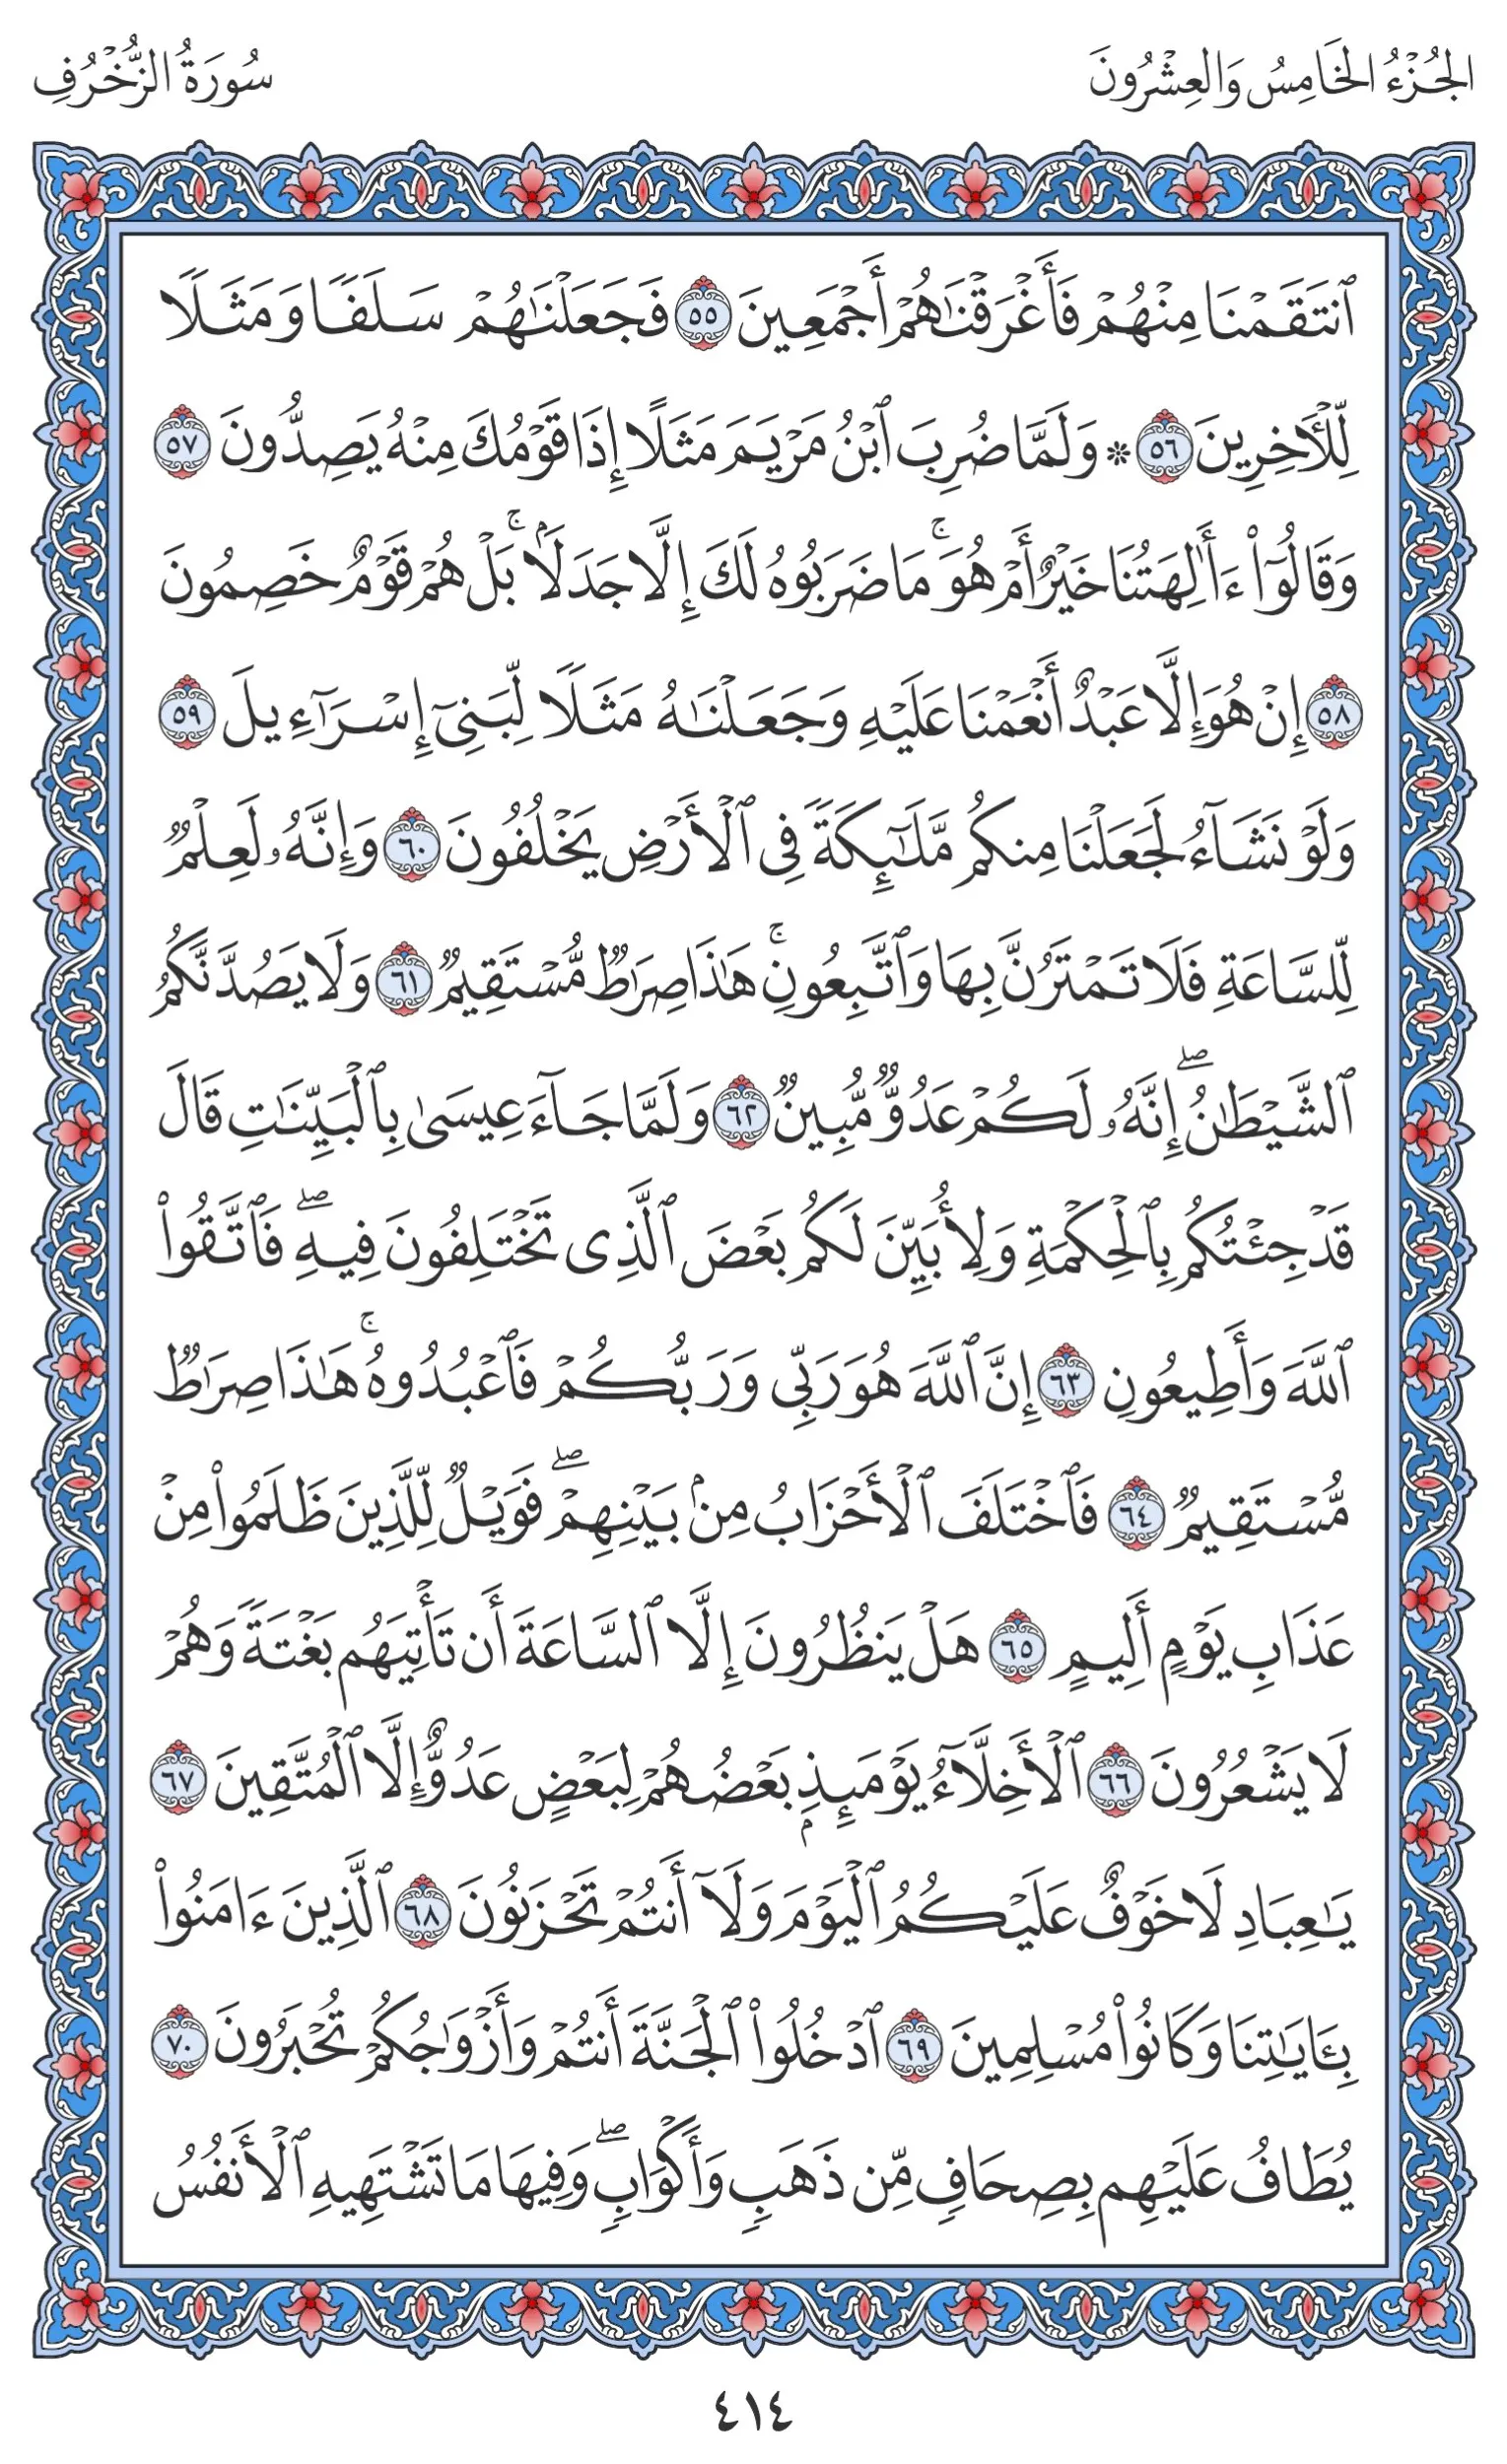 الجُزْءُ الخَامِسُ وَالعِشْرُونَ
سُورَةُ الزُّخْرُفِ
ٱنتَقَمْنَا مِنْهُمْ فَأَغْرَقْنَٰهُمْ أَجْمَعِينَ ٥٥ فَجَعَلْنَٰهُمْ سَلَفًا وَمَثَلًا
لِّلْأَخِرِينَ ٥٦ ۞ وَلَمَّا ضُرِبَ ٱبْنُ مَرْيَمَ مَثَلًا إِذَا قَوْمُكَ مِنْهُ يَصِدُّونَ ٥٧
وَقَالُوٓا۟ ءَأَٰلِهَتُنَا خَيْرٌ أَمْ هُوَ ۚ مَا ضَرَبُوهُ لَكَ إِلَّا جَدَلًۢا ۚ بَلْ هُمْ قَوْمٌ خَصِمُونَ
٥٨ إِنْ هُوَ إِلَّا عَبْدٌ أَنْعَمْنَا عَلَيْهِ وَجَعَلْنَٰهُ مَثَلًا لِّبَنِىٓ إِسْرَٰٓءِيلَ ٥٩
وَلَوْ نَشَآءُ لَجَعَلْنَا مِنكُم مَّلَٰٓئِكَةً فِى ٱلْأَرْضِ يَخْلُفُونَ ٦٠ وَإِنَّهُۥ لَعِلْمٌ
لِّلسَّاعَةِ فَلَا تَمْتَرُنَّ بِهَا وَٱتَّبِعُونِ ۚ هَٰذَا صِرَٰطٌ مُّسْتَقِيمٌ ٦١ وَلَا يَصُدَّنَّكُمُ
ٱلشَّيْطَٰنُ ۖ إِنَّهُۥ لَكُمْ عَدُوٌّ مُّبِينٌ ٦٢ وَلَمَّا جَآءَ عِيسَىٰ بِٱلْبَيِّنَٰتِ قَالَ
قَدْ جِئْتُكُم بِٱلْحِكْمَةِ وَلِأُبَيِّنَ لَكُم بَعْضَ ٱلَّذِى تَخْتَلِفُونَ فِيهِ ۖ فَٱتَّقُوا۟
ٱللَّهَ وَأَطِيعُونِ ٦٣ إِنَّ ٱللَّهَ هُوَ رَبِّى وَرَبُّكُمْ فَٱعْبُدُوهُ ۚ هَٰذَا صِرَٰطٌ
مُّسْتَقِيمٌ ٦٤ فَٱخْتَلَفَ ٱلْأَحْزَابُ مِنۢ بَيْنِهِمْ ۖ فَوَيْلٌ لِّلَّذِينَ ظَلَمُوا۟ مِنْ
عَذَابِ يَوْمٍ أَلِيمٍ ٦٥ هَلْ يَنظُرُونَ إِلَّا ٱلسَّاعَةَ أَن تَأْتِيَهُم بَغْتَةً وَهُمْ
لَا يَشْعُرُونَ ٦٦ ٱلْأَخِلَّآءُ يَوْمَئِذٍۭ بَعْضُهُمْ لِبَعْضٍ عَدُوٌّ إِلَّا ٱلْمُتَّقِينَ ٦٧
يَٰعِبَادِ لَا خَوْفٌ عَلَيْكُمُ ٱلْيَوْمَ وَلَآ أَنتُمْ تَحْزَنُونَ ٦٨ ٱلَّذِينَ ءَامَنُوا۟
بِـَٔايَٰتِنَا وَكَانُوا۟ مُسْلِمِينَ ٦٩ ٱدْخُلُوا۟ ٱلْجَنَّةَ أَنتُمْ وَأَزْوَٰجُكُمْ تُحْبَرُونَ ٧٠
يُطَافُ عَلَيْهِم بِصِحَافٍ مِّن ذَهَبٍ وَأَكْوَابٍ ۖ وَفِيهَا مَا تَشْتَهِيهِ ٱلْأَنفُسُ
٤١٤